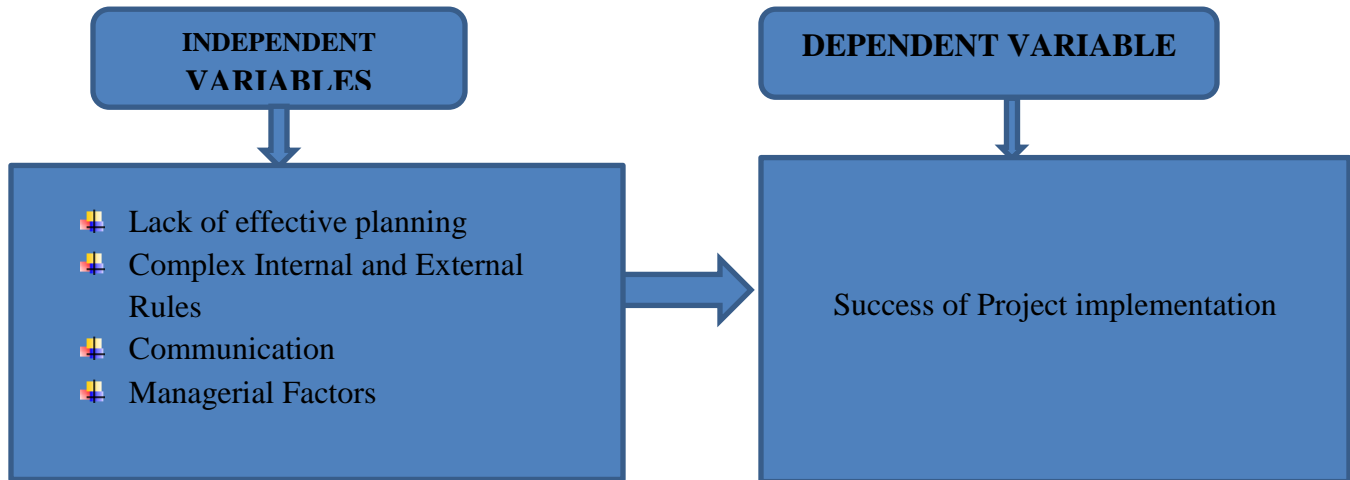 INDEPENDENT
VARIABLES
DEPENDENT VARIABLE
Lack of effective planning
Complex Internal and External
Rules
Communication
Managerial Factors
Success of Project implementation